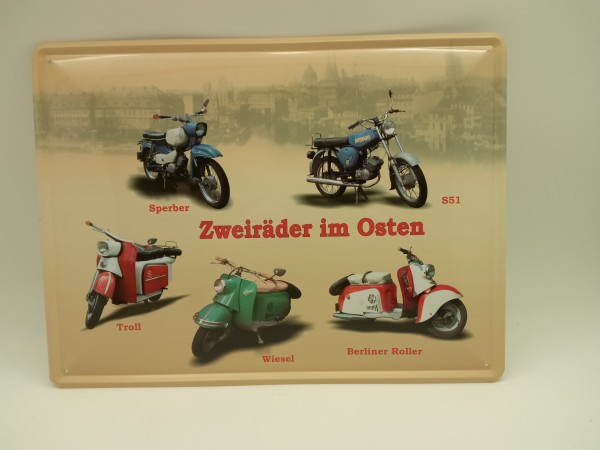 Sperber
S51
Zweiräder im Osten
Troll
Wiesel
Berliner Roller